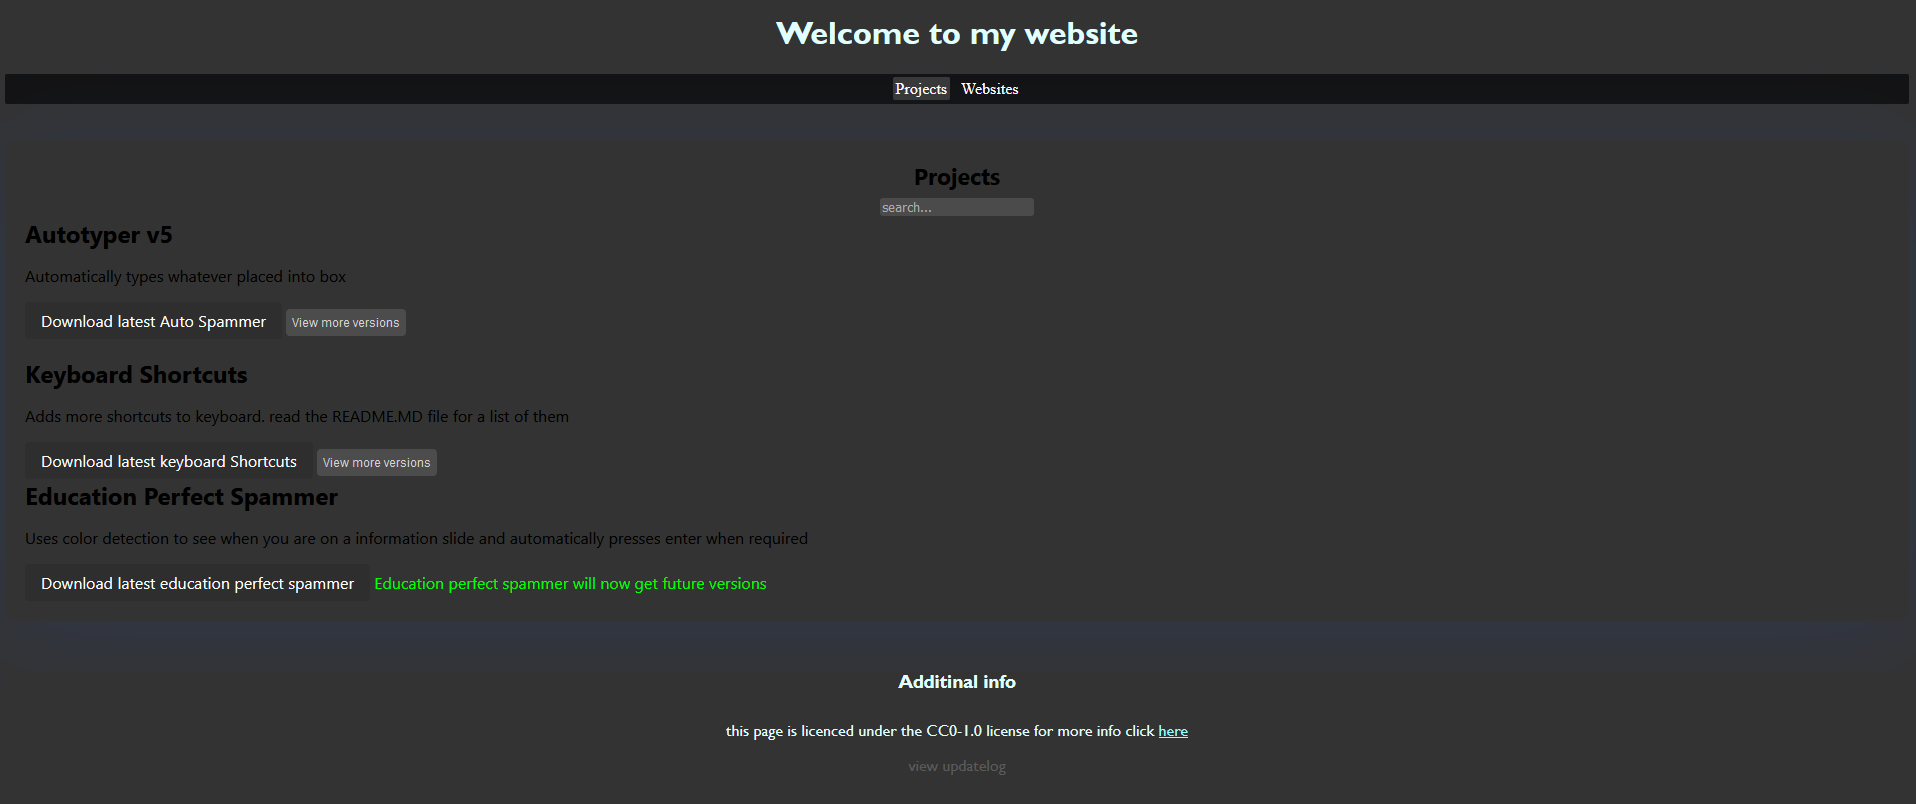 Welcome to my website
Projects Websites
Projects
search...
Autotyper v5
Automatically types whatever placed into box
Download latest Auto Spammer View more versions
Keyboard Shortcuts
Adds more shortcuts to keyboard. read the README.MD file for a list of them
Download latest keyboard Shortcuts View more versions
Education Perfect Spammer
Uses color detection to see when you are on a information slide and automatically presses enter when required
Download latest education perfect spammer Education perfect spammer will now get future versions
Additinal info
this page is licenced under the CC0-1.0 license for more info click here
view updatelog